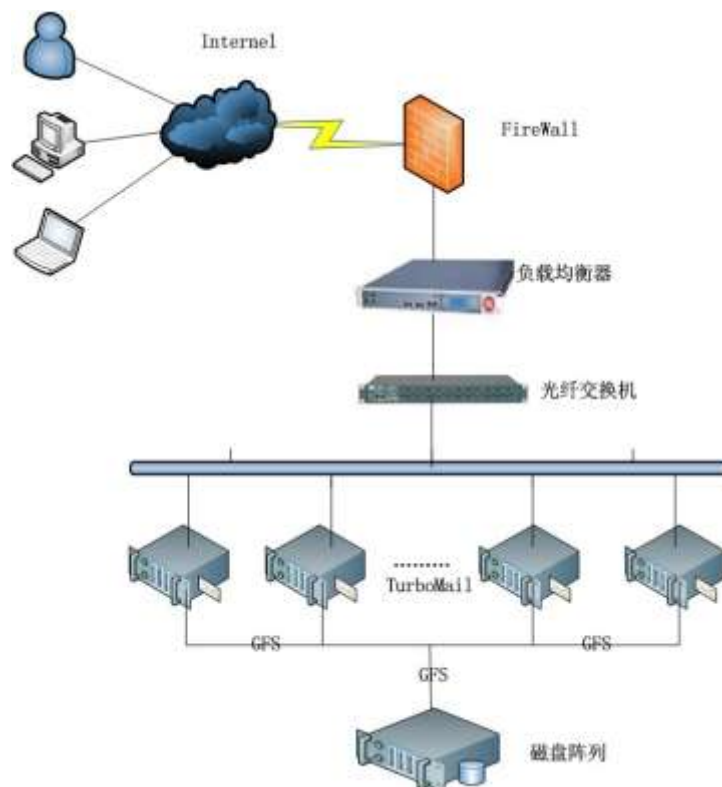 Internel
FireWall
负载均衡器
光纤交换机
.........
TurboMail
GFS
GFS
GFS
磁盘阵列